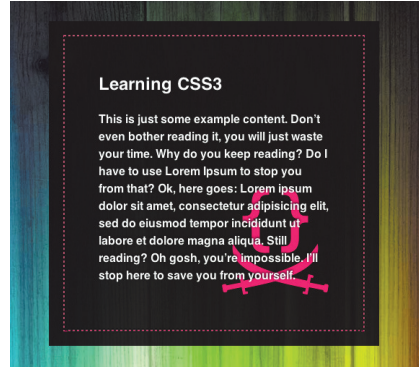 Learning CSS3
This is just some example content. Don't
even bother reading it, you will just waste
your time. Why do you keep reading? Do I
have to use Lorem Ipsum to stop you
from that? Ok, here goes: Lorem ipsum
dolor sit amet, consectetur adipisicing elit,
sed do eiusmod tempor incididunt ut
labore et dolore magna aliqua. Still
reading? Oh gosh, you're impossible. I'll
stop here to save you from yourself.